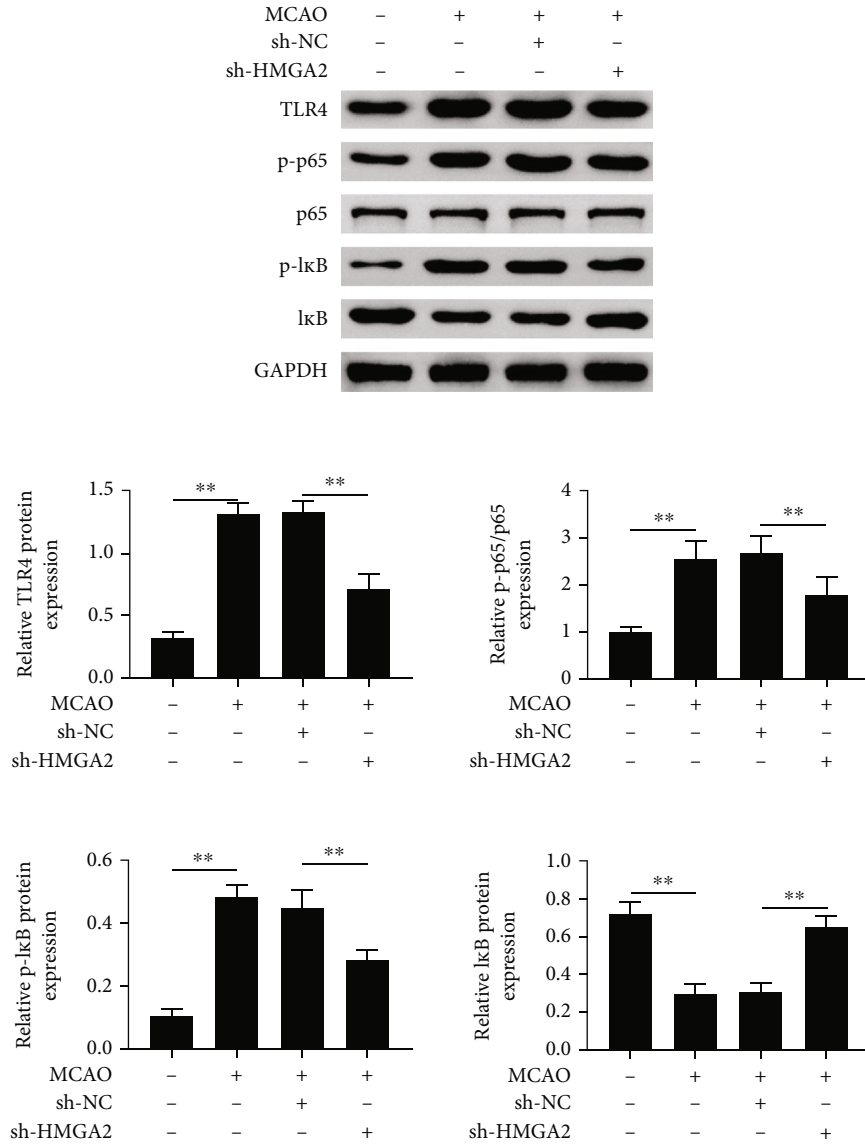 MCAO – + + +
sh-NC – – + –
sh-HMGA2 – – – +
TLR4
p-p65
p65
p-lκB
lκB
GAPDH
Relative TLR4 protein
expression
1.5
1.0
0.5
0.0
** **
MCAO – + + +
sh-NC – – + –
sh-HMGA2 – – – +
Relative p-p65/p65
expression
4
3
2
1
0
** **
MCAO – + + +
sh-NC – – + –
sh-HMGA2 – – – +
Relative p-lκB protein
expression
0.6
0.4
0.2
0.0
** **
MCAO – + + +
sh-NC – – + –
sh-HMGA2 – – – +
Relative lκB protein
expression
1.0
0.8
0.6
0.4
0.2
0.0
** **
MCAO – + + +
sh-NC – – + –
sh-HMGA2 – – – +